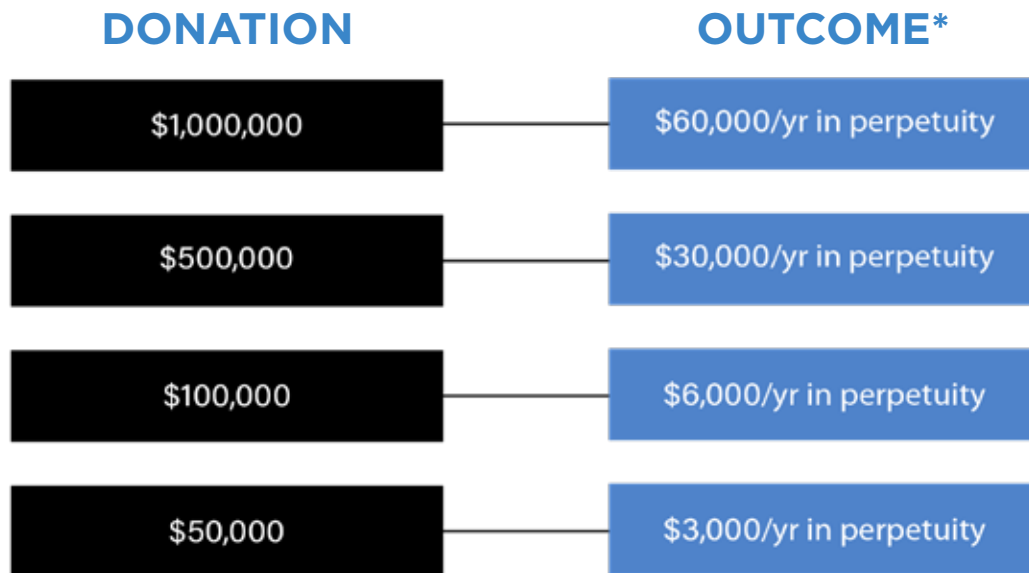 DONATION OUTCOME*
$1,000,000 $60,000/yr in perpetuity
$500,000 $30,000/yr in perpetuity
$100,000 $6,000/yr in perpetuity
$50,000 $3,000/yr in perpetuity